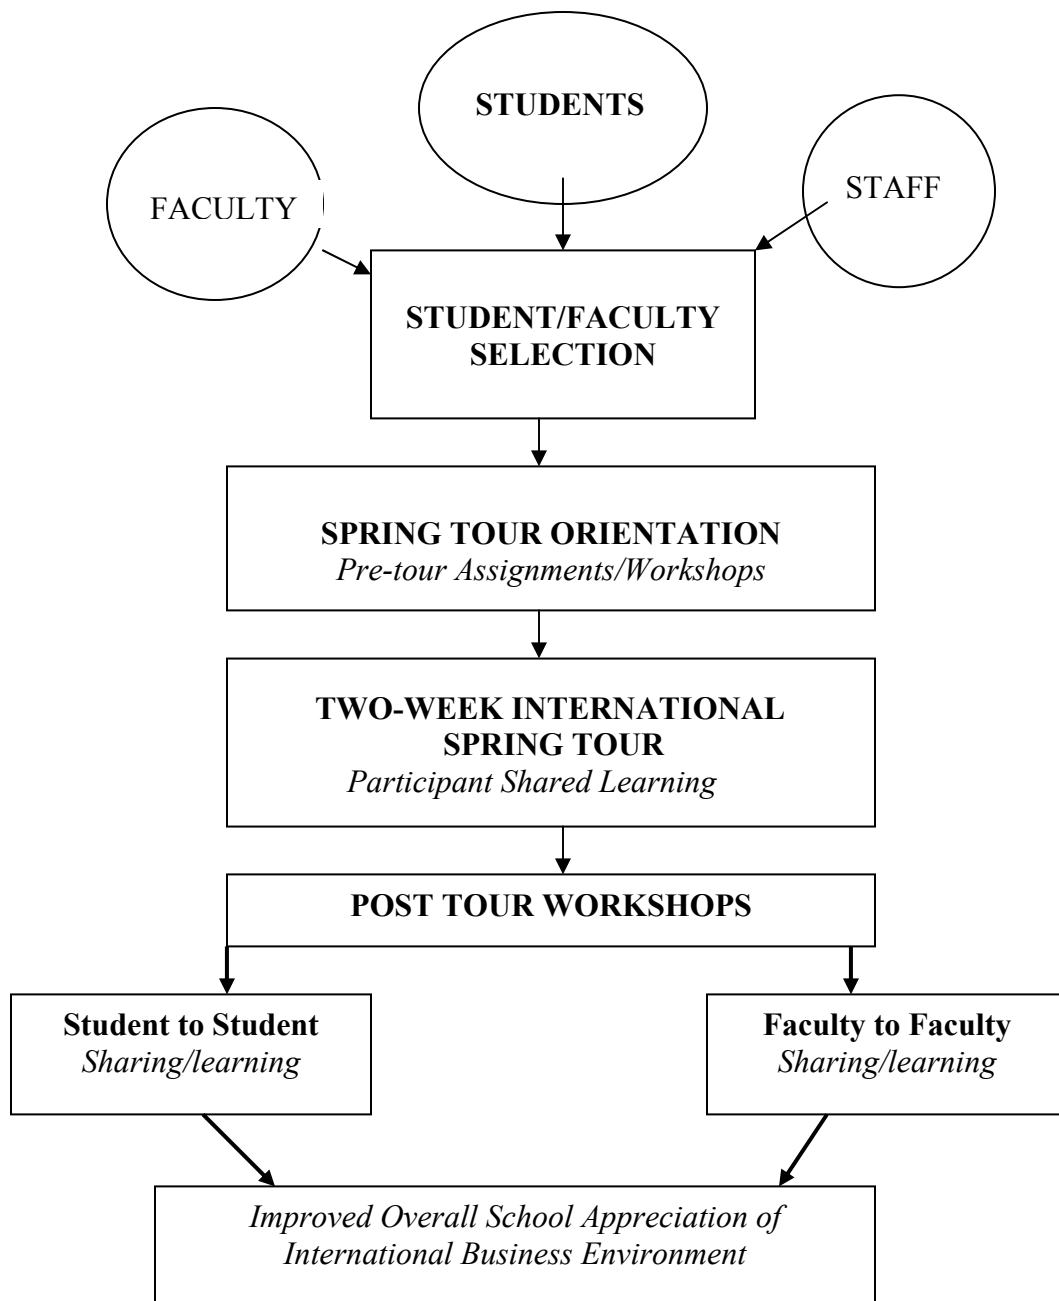 STUDENTS
FACULTY
STAFF
STUDENT/FACULTY
SELECTION
SPRING TOUR ORIENTATION
Pre-tour Assignments/Workshops
TWO-WEEK INTERNATIONAL
SPRING TOUR
Participant Shared Learning
POST TOUR WORKSHOPS
Student to Student
Sharing/learning
Faculty to Faculty
Sharing/learning
Improved Overall School Appreciation of
International Business Environment